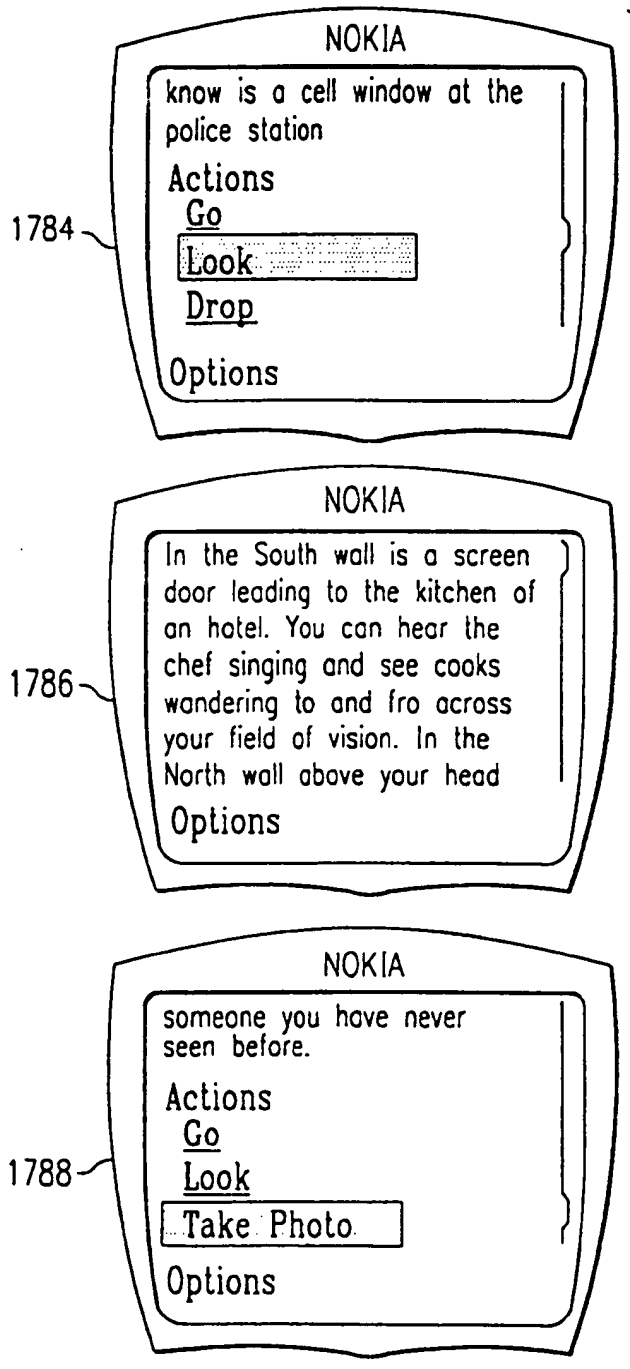 NOKIA
know is a cell window at the
police station
Actions
Go
1784
Look
Drop
Options
NOKIA
In the South wall is a screen
door leading to the kitchen of
an hotel. You can hear the
chef singing and see cooks
1786
wandering to and fro across
your field of vision. In the
North wall above your head
Options
NOKIA
someone you have never
seen before.
Actions
Go
1788
Look
Take Photo
Options